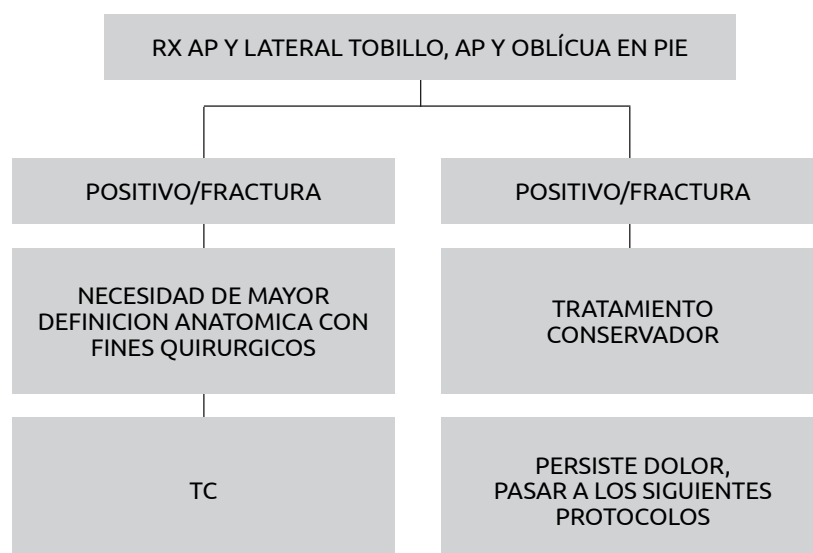 RX AP Y LATERAL TOBILLO, AP Y OBLÍCUA EN PIE
POSITIVO/FRACTURA
POSITIVO/FRACTURA
NECESIDAD DE MAYOR
DEFINICION ANATOMICA CON
FINES QUIRURGICOS
TRATAMIENTO
CONSERVADOR
TC
PERSISTE DOLOR,
PASAR A LOS SIGUIENTES
PROTOCOLOS